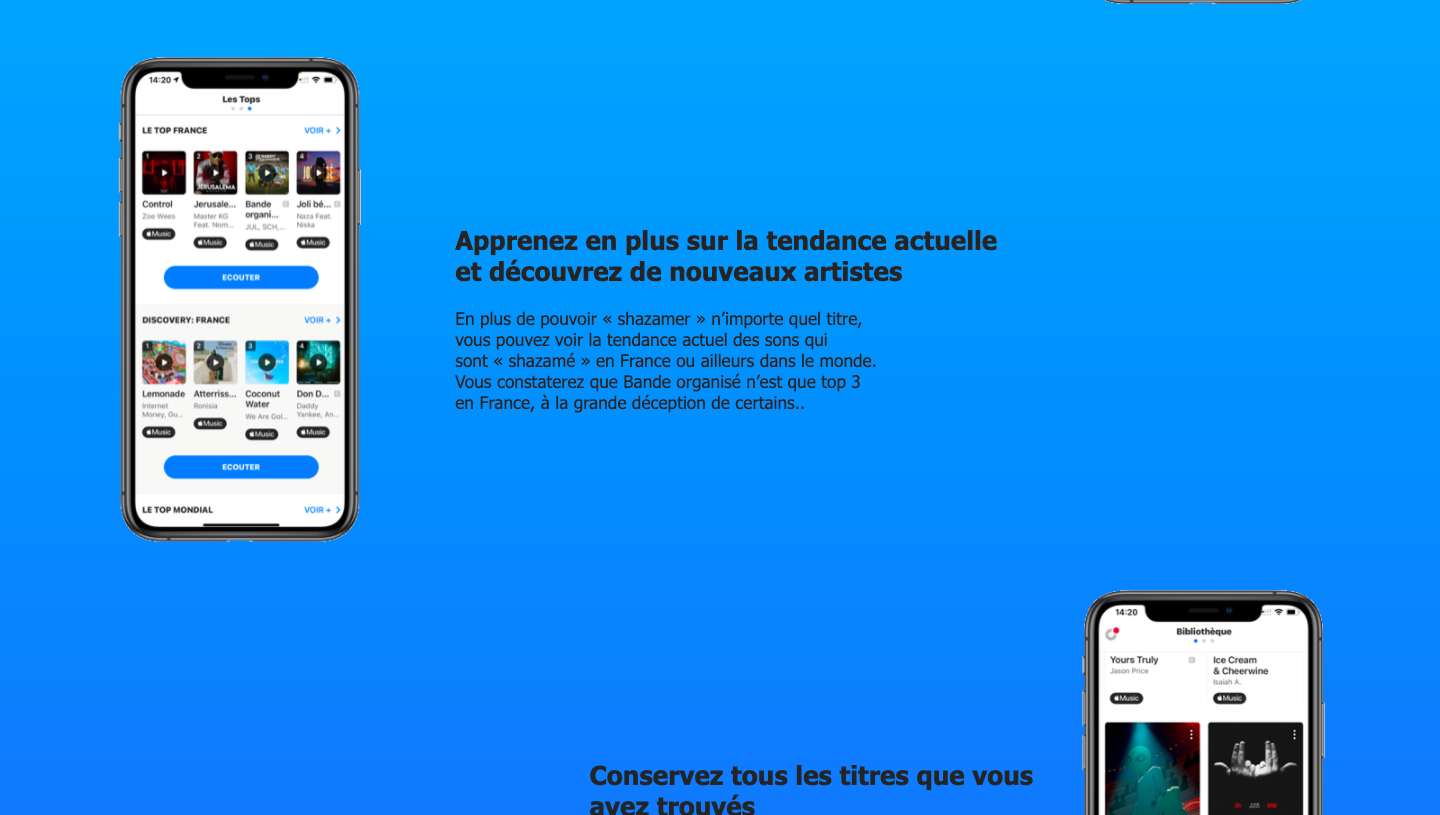 14:20
Les Tops
LE TOP FRANCE
VOIR +
1
2
3
4
JERUSALEMA
Control
Jerusale...
Bande
organi...
Joli bé...
Zoe Wees
Master KG
Feat. Nom...
JUL, SCH,...
Naza Feat.
Niska
Music
Music
Music
Music
ECOUTER
DISCOVERY: FRANCE
VOIR +
1
2
3
4
Lemonade
Atterriss...
Coconut
Water
Don D...
Internet
Money, Gu...
Ronisia
We Are Gol...
Daddy
Yankee, An...
Music
Music
Music
Music
ECOUTER
LE TOP MONDIAL
VOIR +
Apprenez en plus sur la tendance actuelle
et découvrez de nouveaux artistes
En plus de pouvoir « shazamer » n’importe quel titre,
vous pouvez voir la tendance actuel des sons qui
sont « shazamé » en France ou ailleurs dans le monde.
Vous constaterez que Bande organisé n’est que top 3
en France, à la grande déception de certains..
14:20
Bibliothèque
Yours Truly
Jason Price
Music
Ice Cream
& Cheerwine
Isaiah A.
Music
Conservez tous les titres que vous
avez trouvés